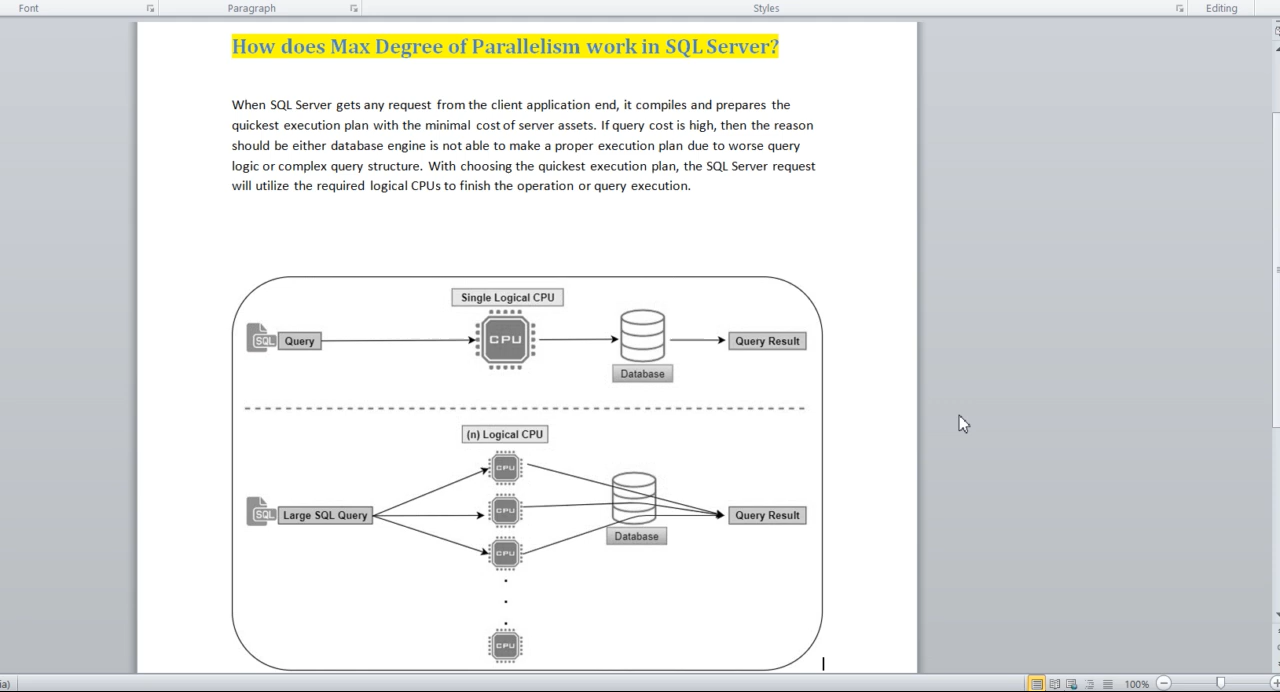 Font Paragraph Styles Editing
How does Max Degree of Parallelism work in SQL Server?
When SQL Server gets any request from the client application end, it compiles and prepares the
quickest execution plan with the minimal cost of server assets. If query cost is high, then the reason
should be either database engine is not able to make a proper execution plan due to worse query
logic or complex query structure. With choosing the quickest execution plan, the SQL Server request
will utilize the required logical CPUs to finish the operation or query execution.
Single Logical CPU
SQL Query CPU Query Result
Database
(n) Logical CPU
CPU
SQL Large SQL Query CPU Query Result
Database
CPU
CPU
ia) 100%